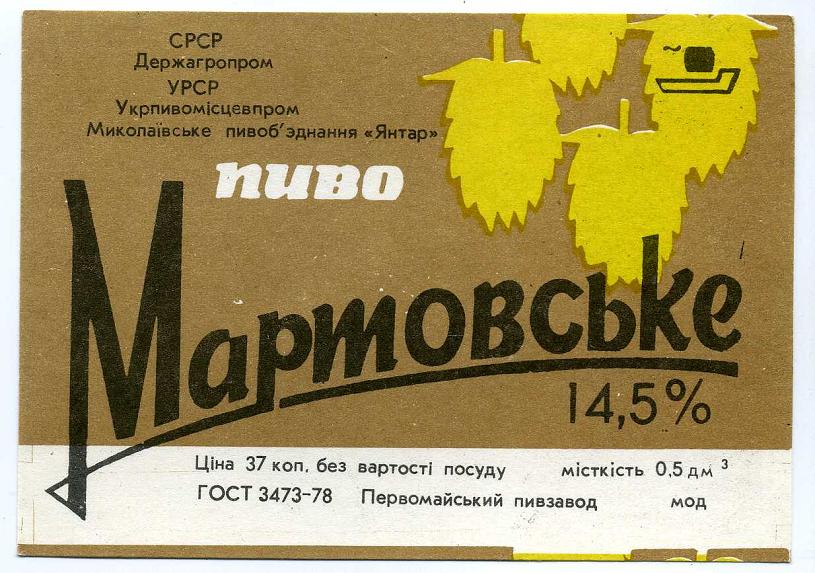 СРСР
Держагропром
УРСР
Укрпивомісцевпром
Миколаївське пивоб'эднання «Янтар»
пиво
Мартовське
14,5%
Ціна 37 коп. без вартості посуду місткість 0,5 дм³
ГОСТ 3473-78 Первомайський пивзавод мод